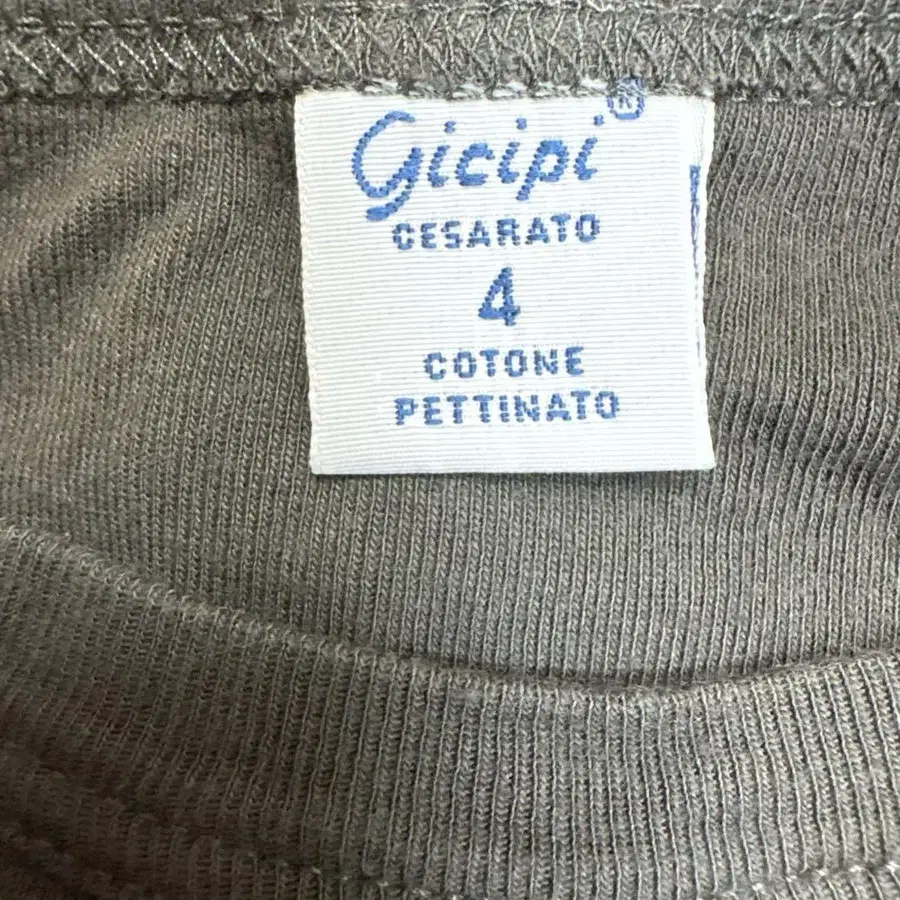 Gicipi®
CESARATO
4
COTONE
PETTINATO